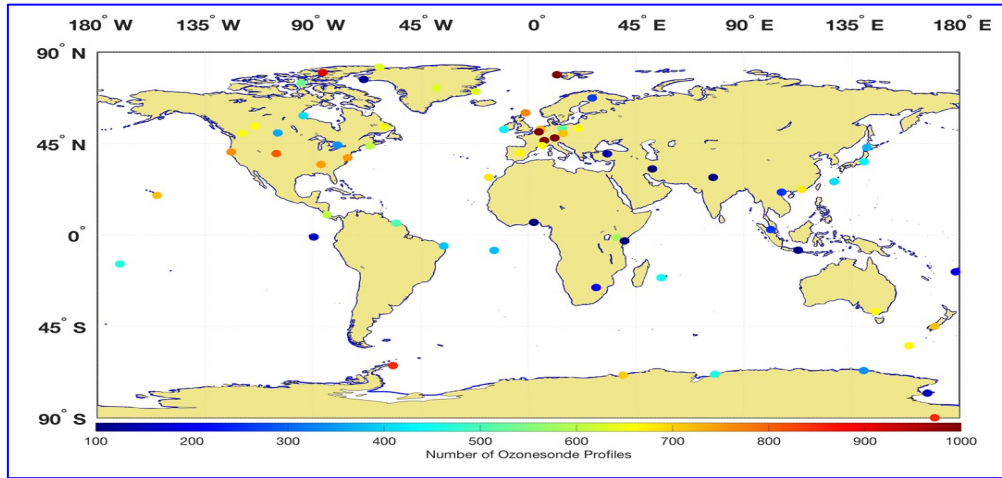 180° W 135° W 90° W 45° W 0° E 45° E 90° E 135° E 180° E
90° N
45° N
0°
45° S
90° S
100 200 300 400 500 600 700 800 900 1000
Number of Ozonesonde Profiles